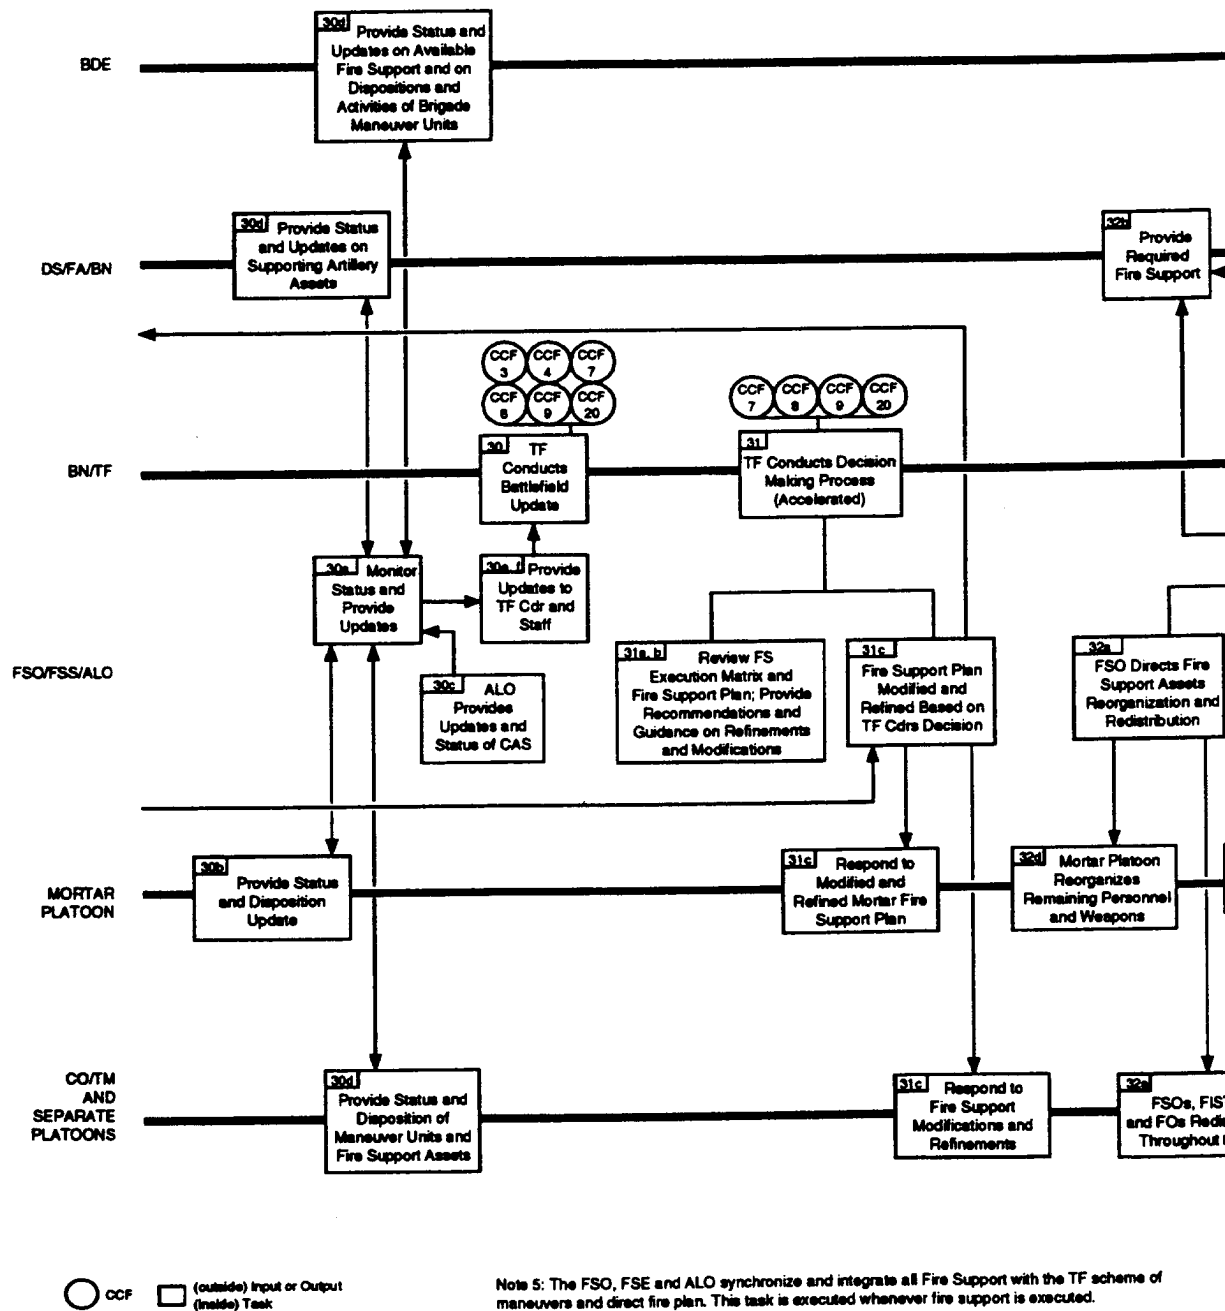 30d
Provide Status and
Updates on Available
Fire Support and on
Dispositions and
Activities of Brigade
Maneuver Units
BDE
30d
Provide Status
and Updates on
Supporting Artillery
Assets
DS/FA/BN
32b
Provide
Required
Fire Support
CCF
3
CCF
4
CCF
7
CCF
8
CCF
9
CCF
20
CCF
7
CCF
8
CCF
9
CCF
20
BN/TF
30
TF
Conducts
Battlefield
Update
31
TF Conducts Decision
Making Process
(Accelerated)
30a
Monitor
Status and
Provide
Updates
30a, f
Provide
Updates to
TF Cdr and
Staff
FSO/FSS/ALO
30c
ALO
Provides
Updates and
Status of CAS
31a, b
Review FS
Execution Matrix and
Fire Support Plan; Provide
Recommendations and
Guidance on Refinements
and Modifications
31c
Fire Support Plan
Modified and
Refined Based on
TF Cdrs Decision
32a
FSO Directs Fire
Support Assets
Reorganization and
Redistribution
MORTAR
PLATOON
30b
Provide Status
and Disposition
Update
31c
Respond to
Modified and
Refined Mortar Fire
Support Plan
32d
Mortar Platoon
Reorganizes
Remaining Personnel
and Weapons
CO/TM
AND
SEPARATE
PLATOONS
30d
Provide Status and
Disposition of
Maneuver Units and
Fire Support Assets
31c
Respond to
Fire Support
Modifications and
Refinements
FSOs, FIST
and FOs Redi
Throughout
CCF
(outside) Input or Output
(inside) Task
Note 5: The FSO, FSE and ALO synchronize and integrate all Fire Support with the TF scheme of
maneuvers and direct fire plan. This task is executed whenever fire support is executed.